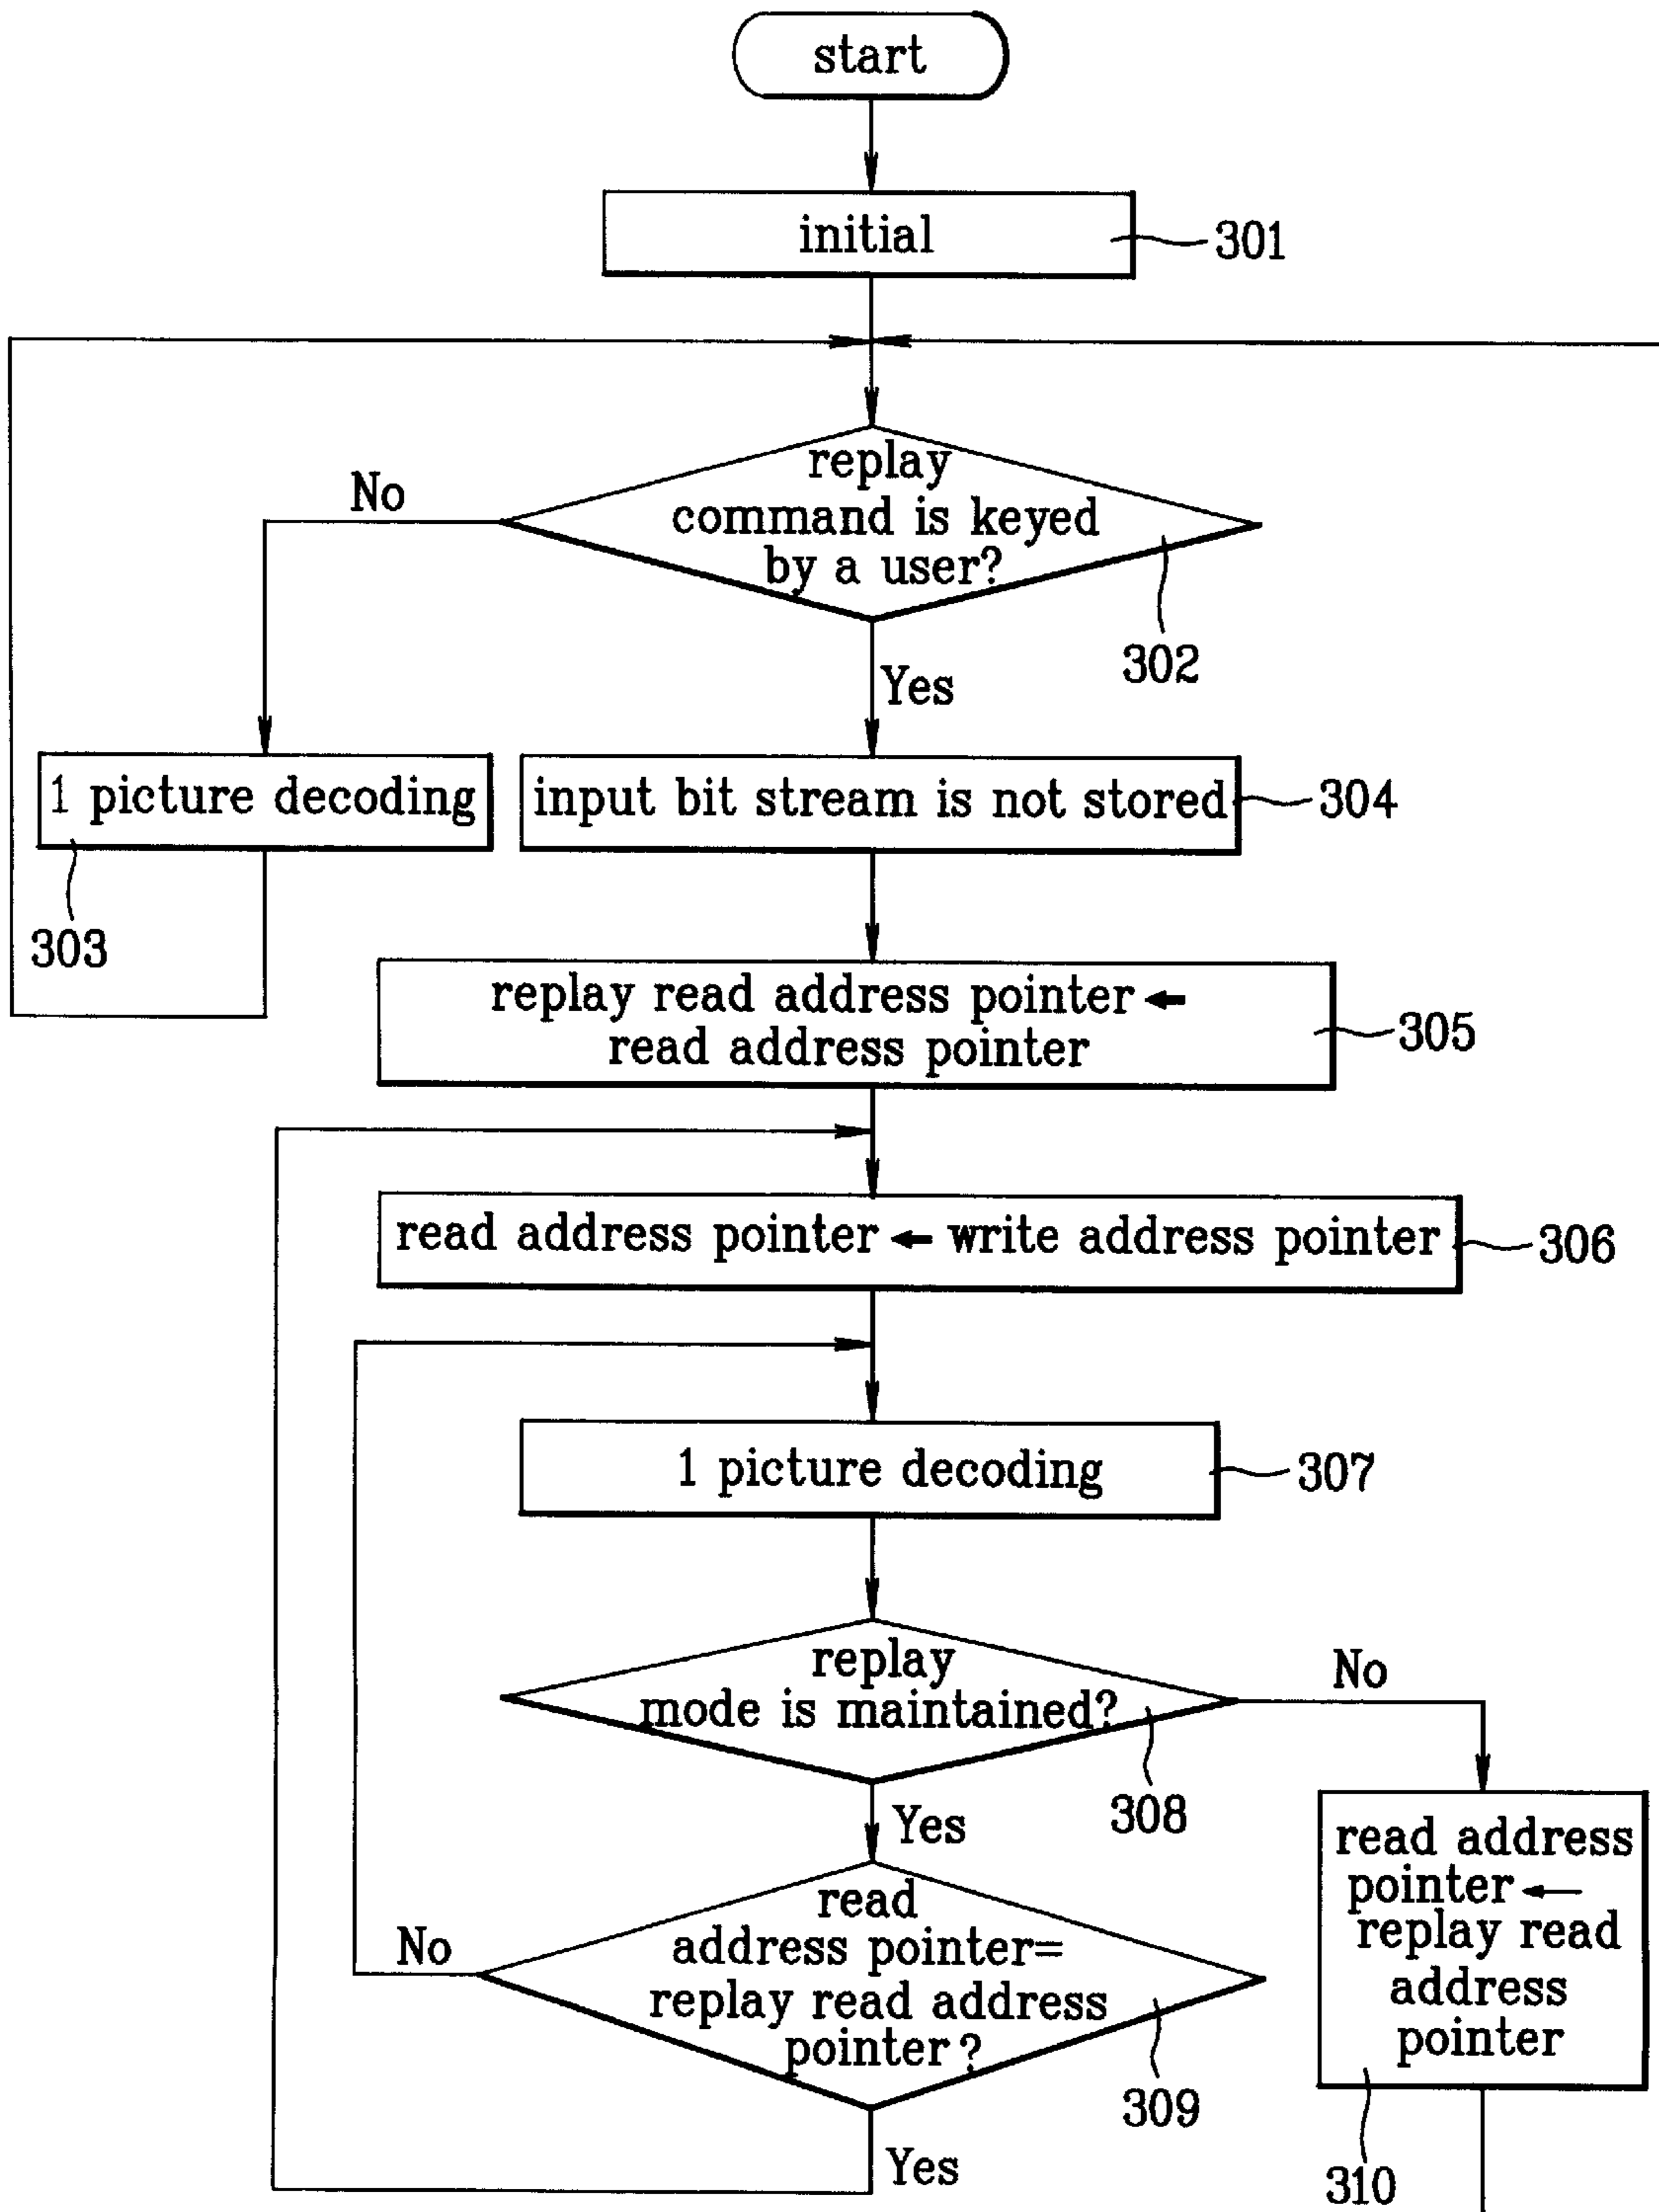 start
initial
301
replay
command is keyed
by a user?
302
No
Yes
1 picture decoding
303
input bit stream is not stored
304
replay read address pointer ←
read address pointer
305
read address pointer ← write address pointer
306
1 picture decoding
307
replay
mode is maintained?
308
No
Yes
read
address pointer=
replay read address
pointer?
309
No
Yes
read address
pointer ←
replay read
address
pointer
310